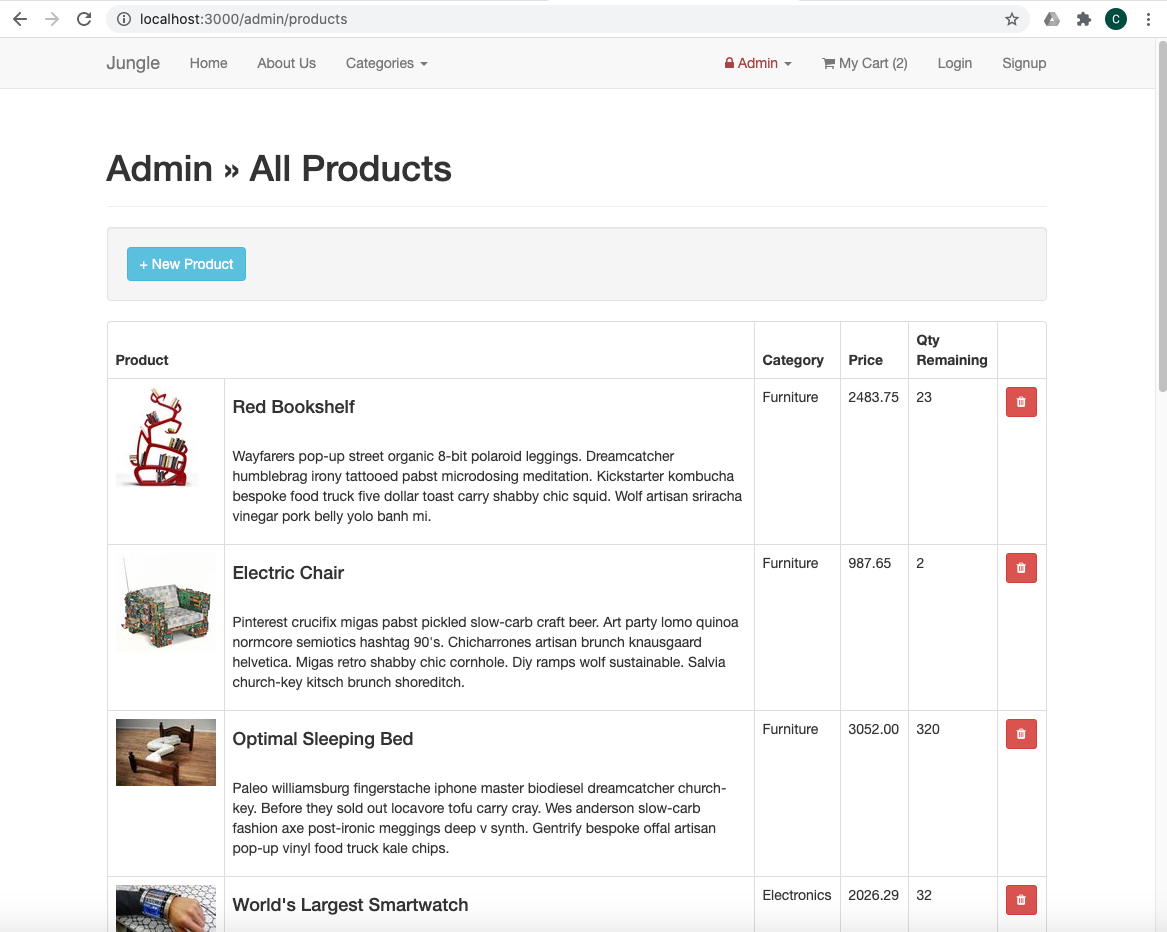 localhost:3000/admin/products
C
Jungle Home About Us Categories Admin My Cart (2) Login Signup
Admin » All Products
+ New Product
Product Category Price Qty Remaining
Red Bookshelf Furniture 2483.75 23
Wayfarers pop-up street organic 8-bit polaroid leggings. Dreamcatcher
humblebrag irony tattooed pabst microdosing meditation. Kickstarter kombucha
bespoke food truck five dollar toast carry shabby chic squid. Wolf artisan sriracha
vinegar pork belly yolo banh mi.
Electric Chair Furniture 987.65 2
Pinterest crucifix migas pabst pickled slow-carb craft beer. Art party lomo quinoa
normcore semiotics hashtag 90's. Chicharrones artisan brunch knausgaard
helvetica. Migas retro shabby chic cornhole. Diy ramps wolf sustainable. Salvia
church-key kitsch brunch shoreditch.
Optimal Sleeping Bed Furniture 3052.00 320
Paleo williamsburg fingerstache iphone master biodiesel dreamcatcher church-
key. Before they sold out locavore tofu carry cray. Wes anderson slow-carb
fashion axe post-ironic meggings deep v synth. Gentrify bespoke offal artisan
pop-up vinyl food truck kale chips.
World's Largest Smartwatch Electronics 2026.29 32